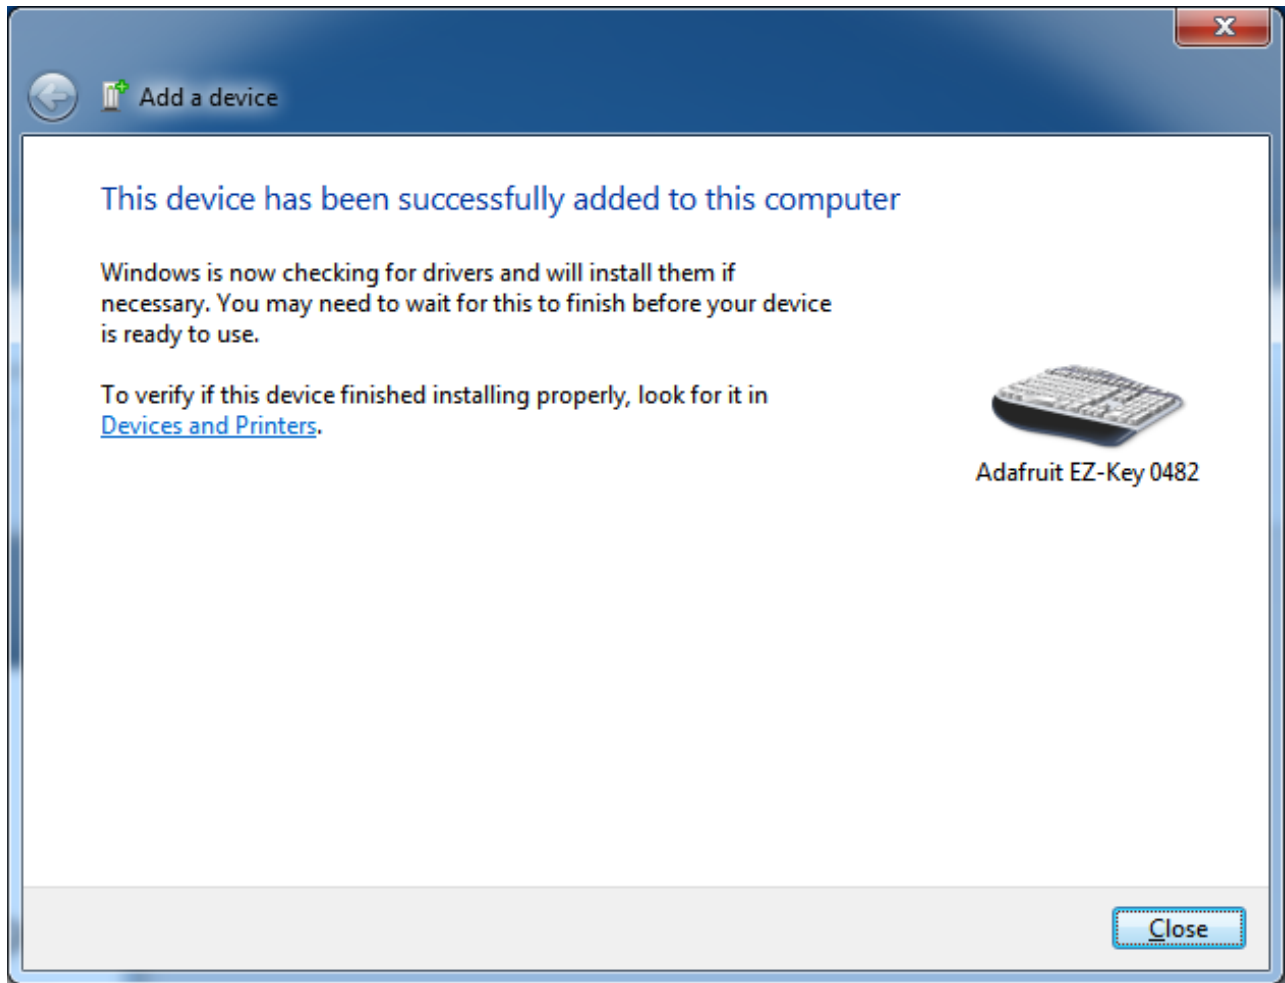 Add a device
This device has been successfully added to this computer
Windows is now checking for drivers and will install them if
necessary. You may need to wait for this to finish before your device
is ready to use.
To verify if this device finished installing properly, look for it in
Devices and Printers.
Adafruit EZ-Key 0482
Close